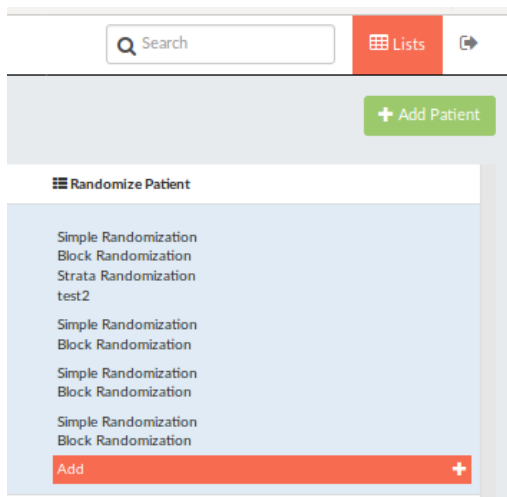 Search
Lists
Add Patient
Randomize Patient
Simple Randomization
Block Randomization
Strata Randomization
test2
Simple Randomization
Block Randomization
Simple Randomization
Block Randomization
Simple Randomization
Block Randomization
Add